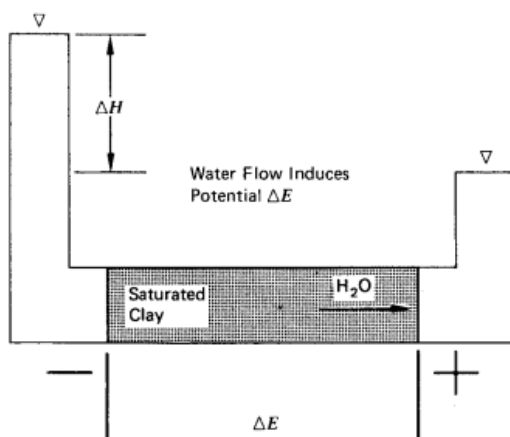 ΔH
Water Flow Induces
Potential ΔE
Saturated
Clay
H₂O
− +
ΔE